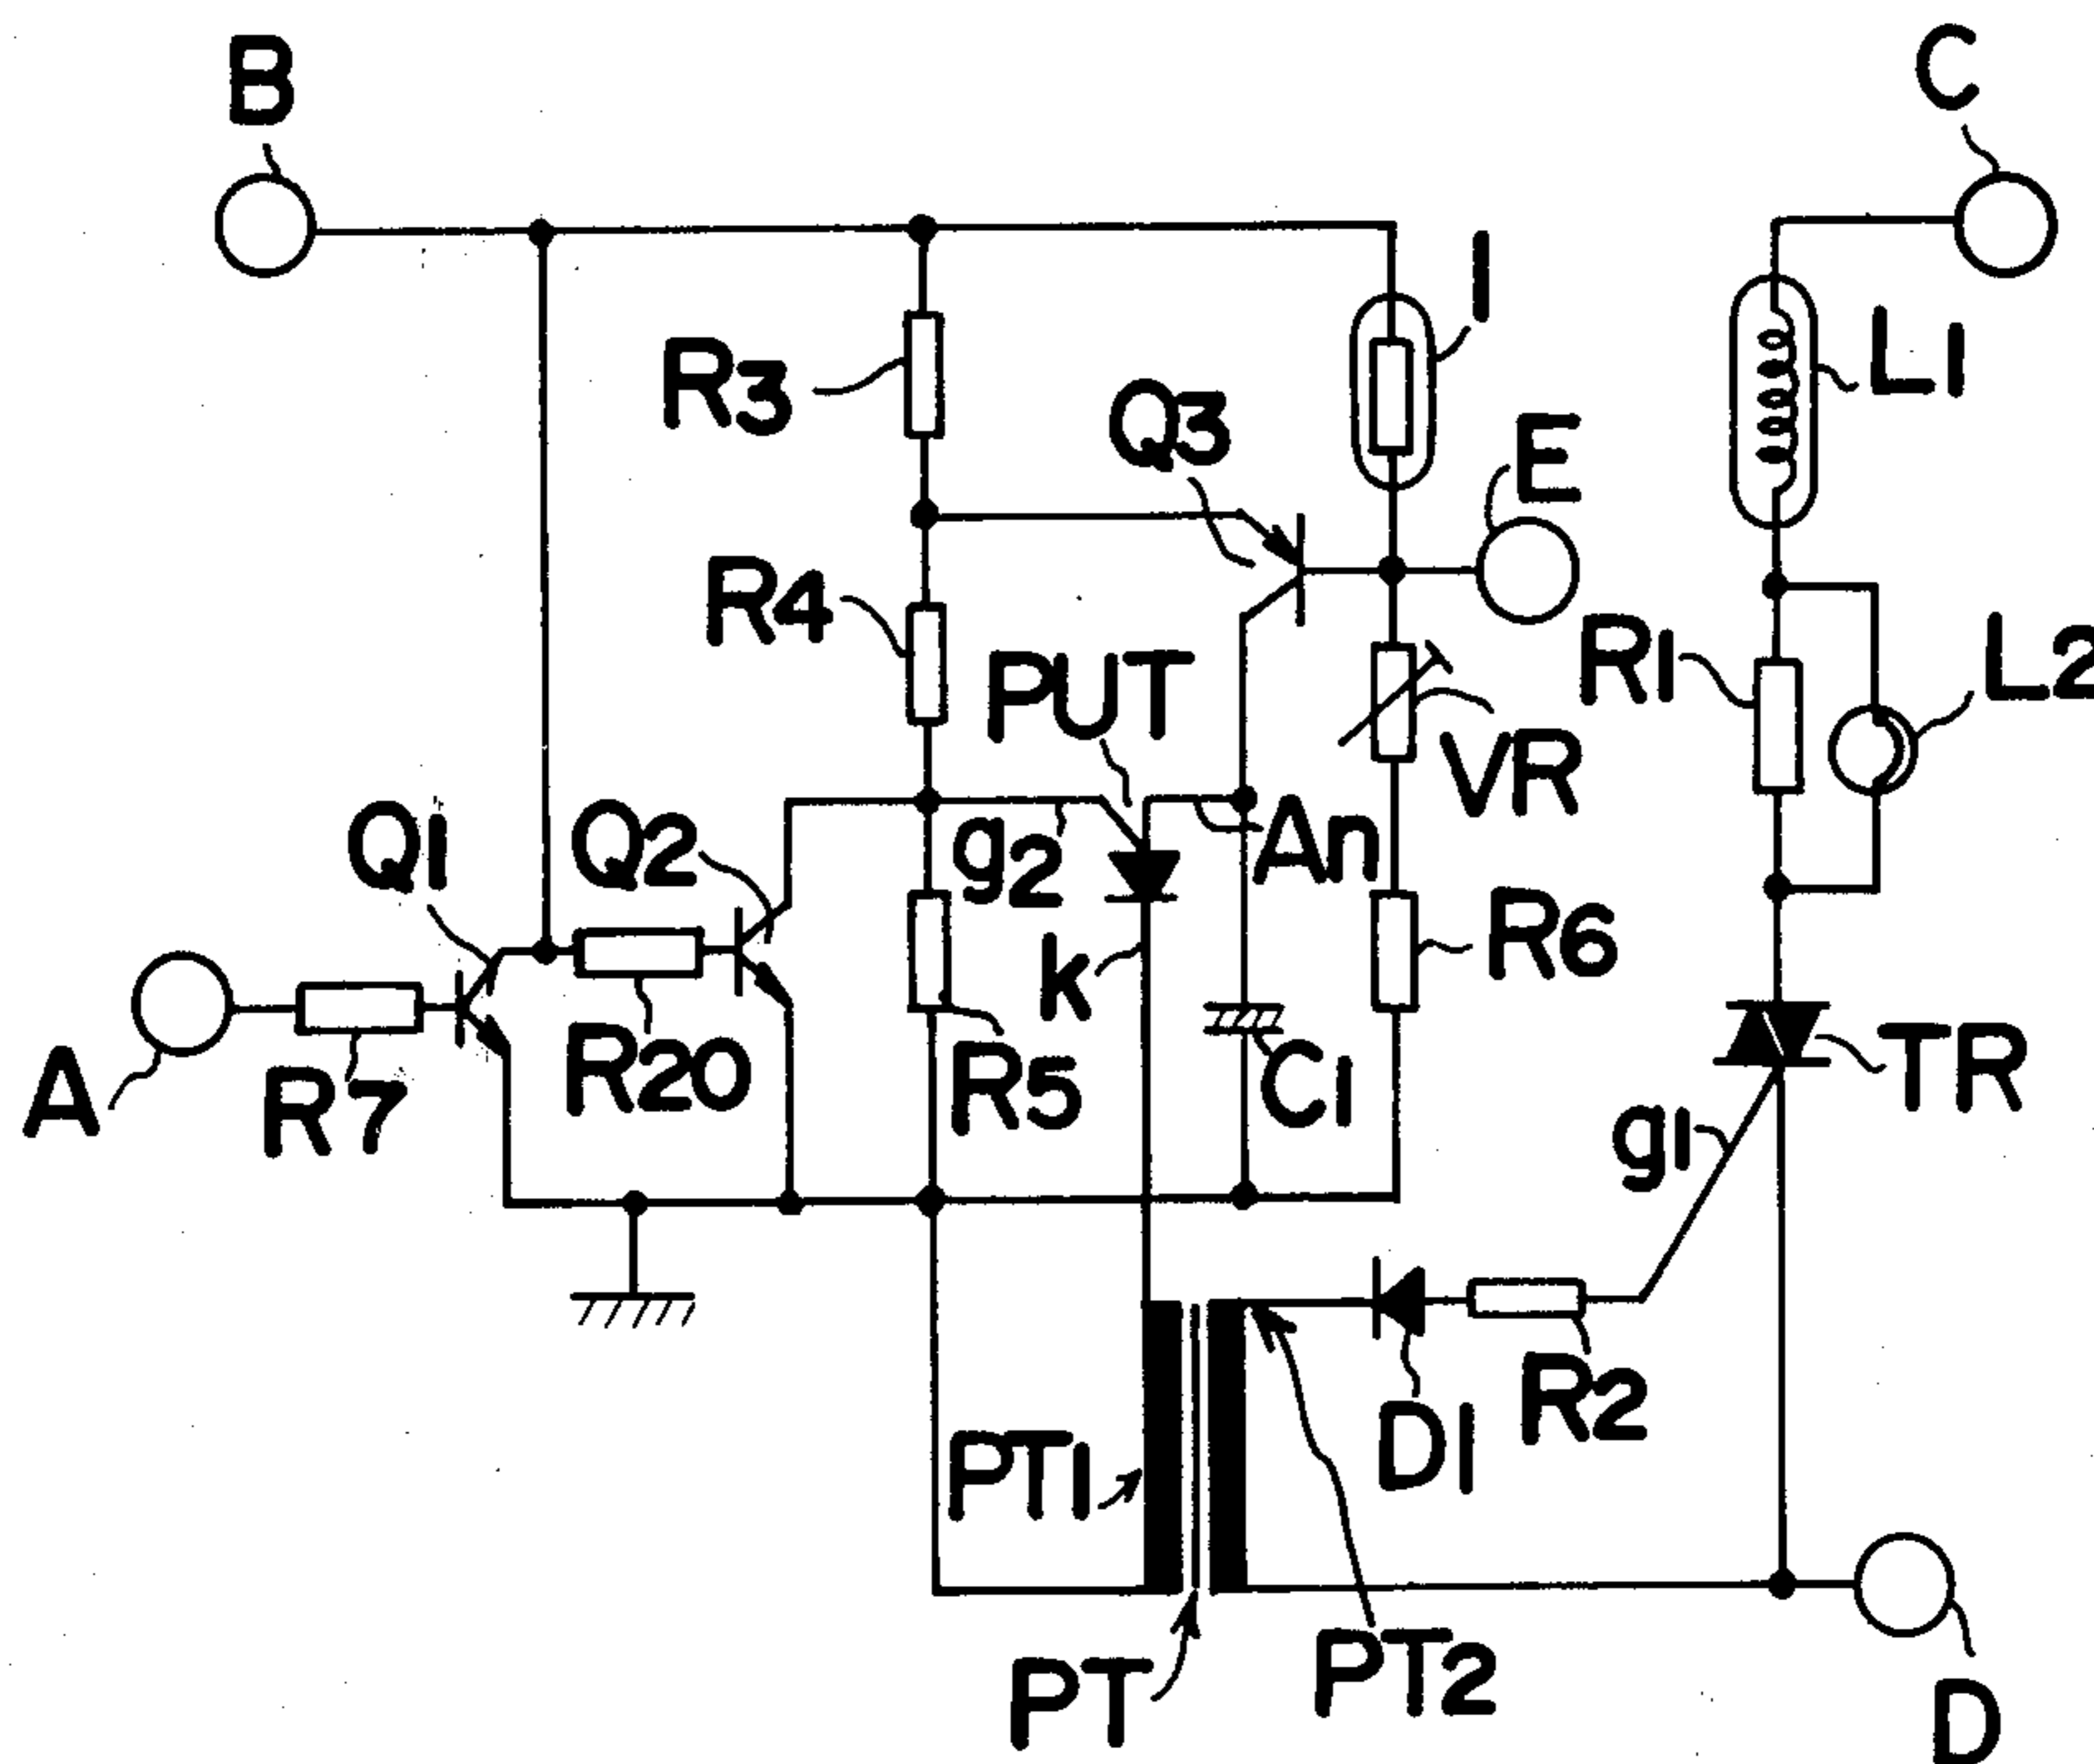 B
C
I
R3
L1
Q3
E
R4
PUT
R1
L2
VR
Q1
Q2
g2
An
k
R6
A
R7
R20
R5
C1
TR
g1
R2
D1
PT1
PT
PT2
D